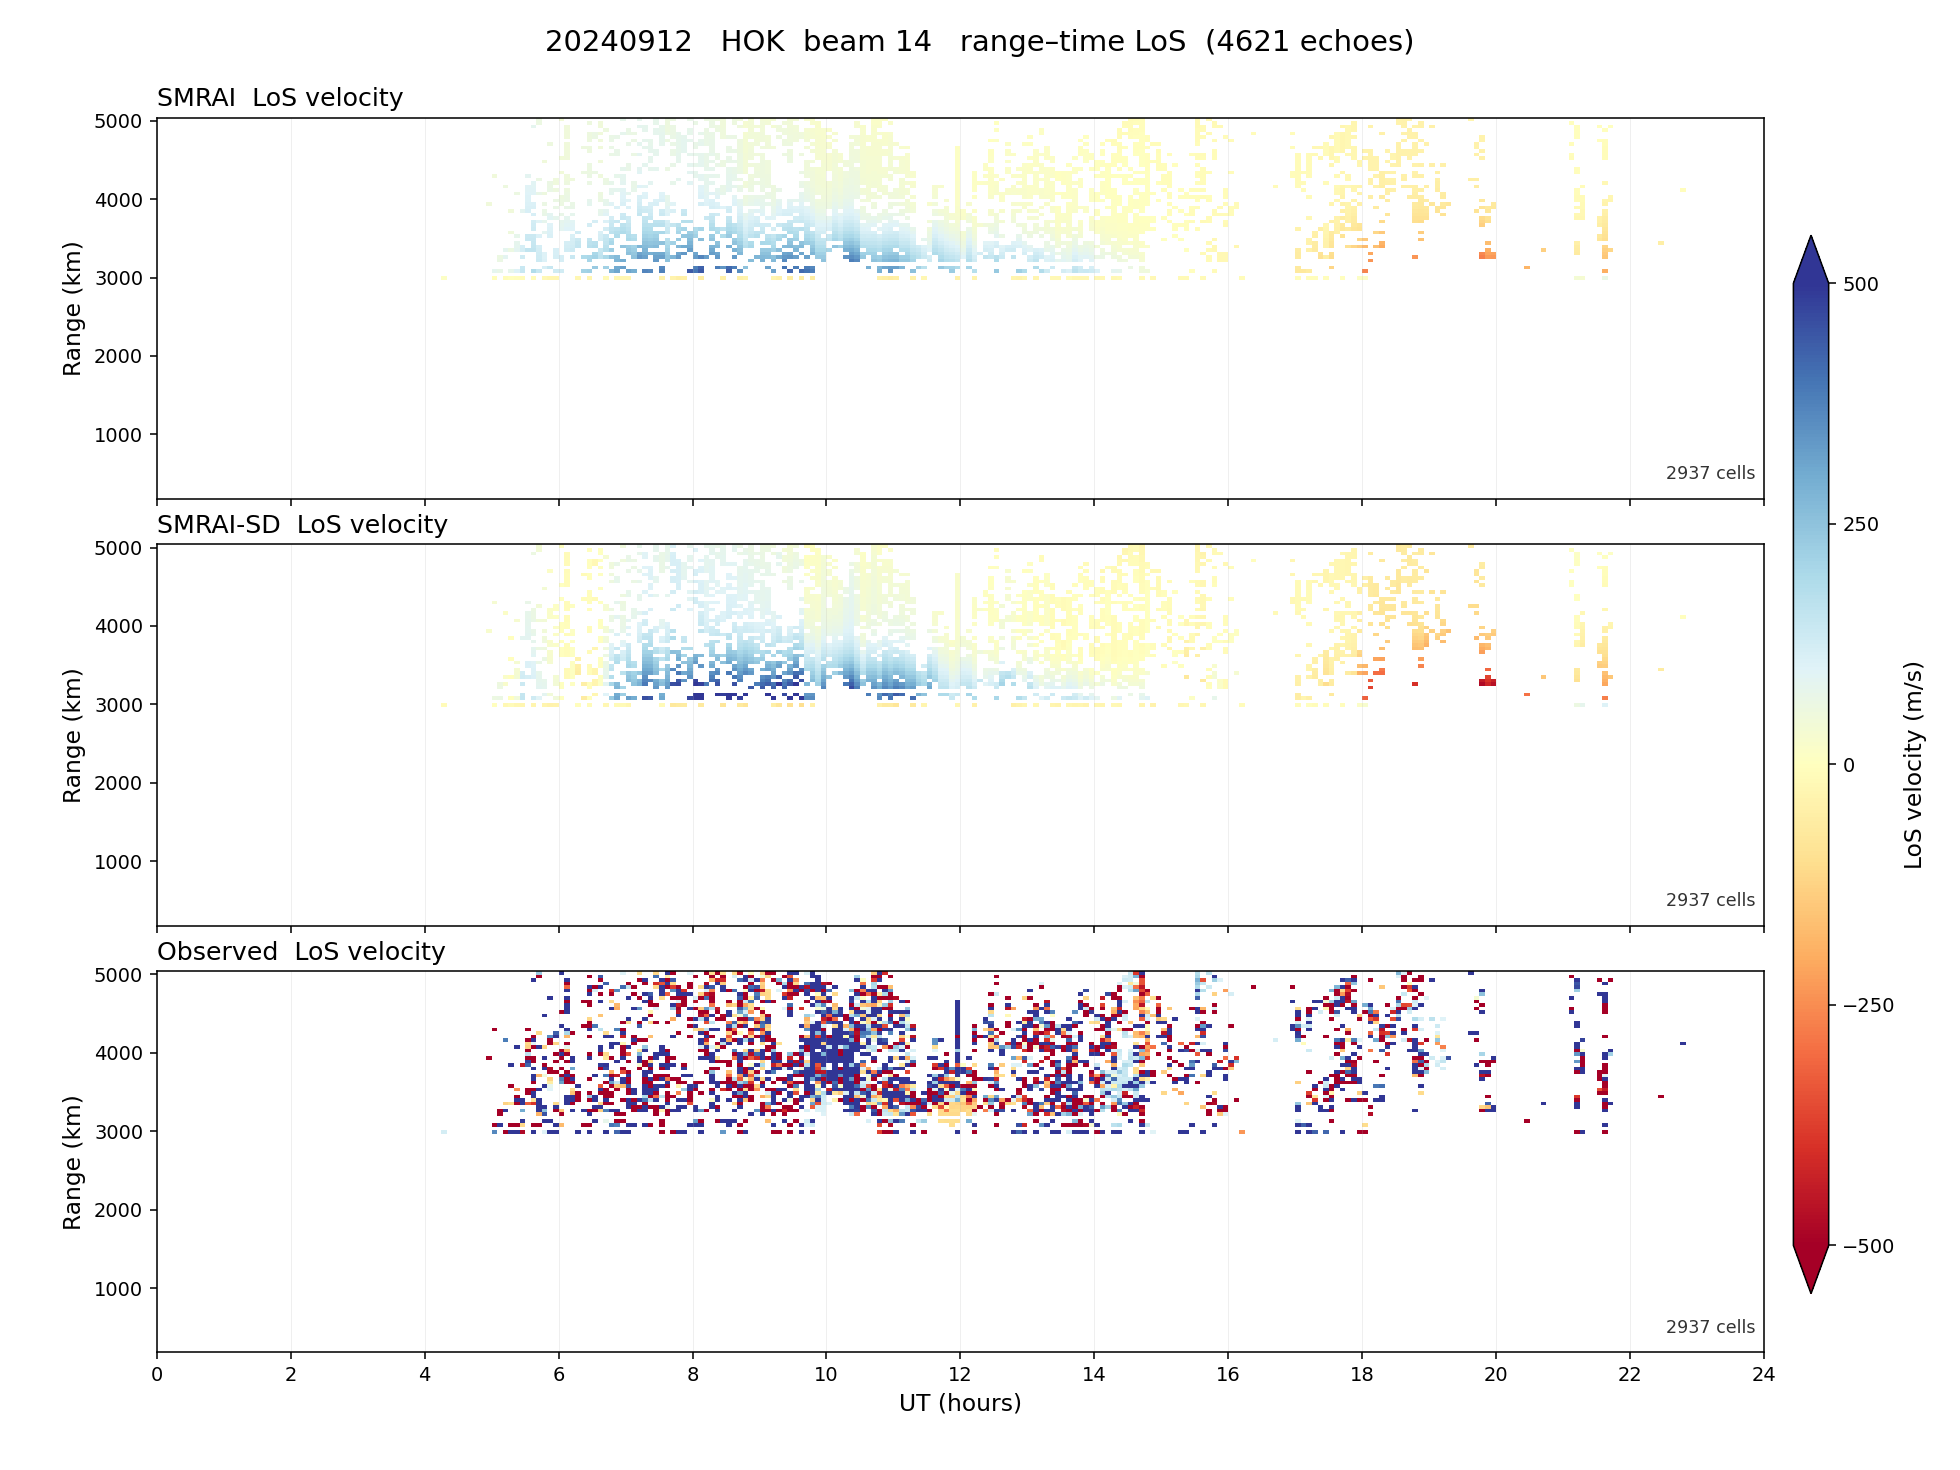 20240912   HOK  beam 14   range–time LoS  (4621 echoes)
SMRAI  LoS velocity
5000
4000
3000
2000
1000
Range (km)
2937 cells
SMRAI-SD  LoS velocity
5000
4000
3000
2000
1000
Range (km)
2937 cells
Observed  LoS velocity
5000
4000
3000
2000
1000
Range (km)
2937 cells
0 2 4 6 8 10 12 14 16 18 20 22 24
UT (hours)
500
250
0
−250
−500
LoS velocity (m/s)